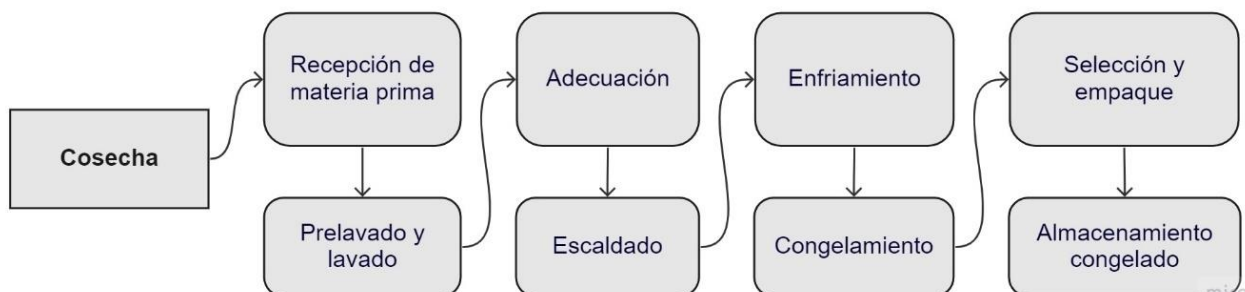 Cosecha
Recepción de
materia prima
Prelavado y
lavado
Adecuación
Escaldado
Enfriamiento
Congelamiento
Selección y
empaque
Almacenamiento
congelado